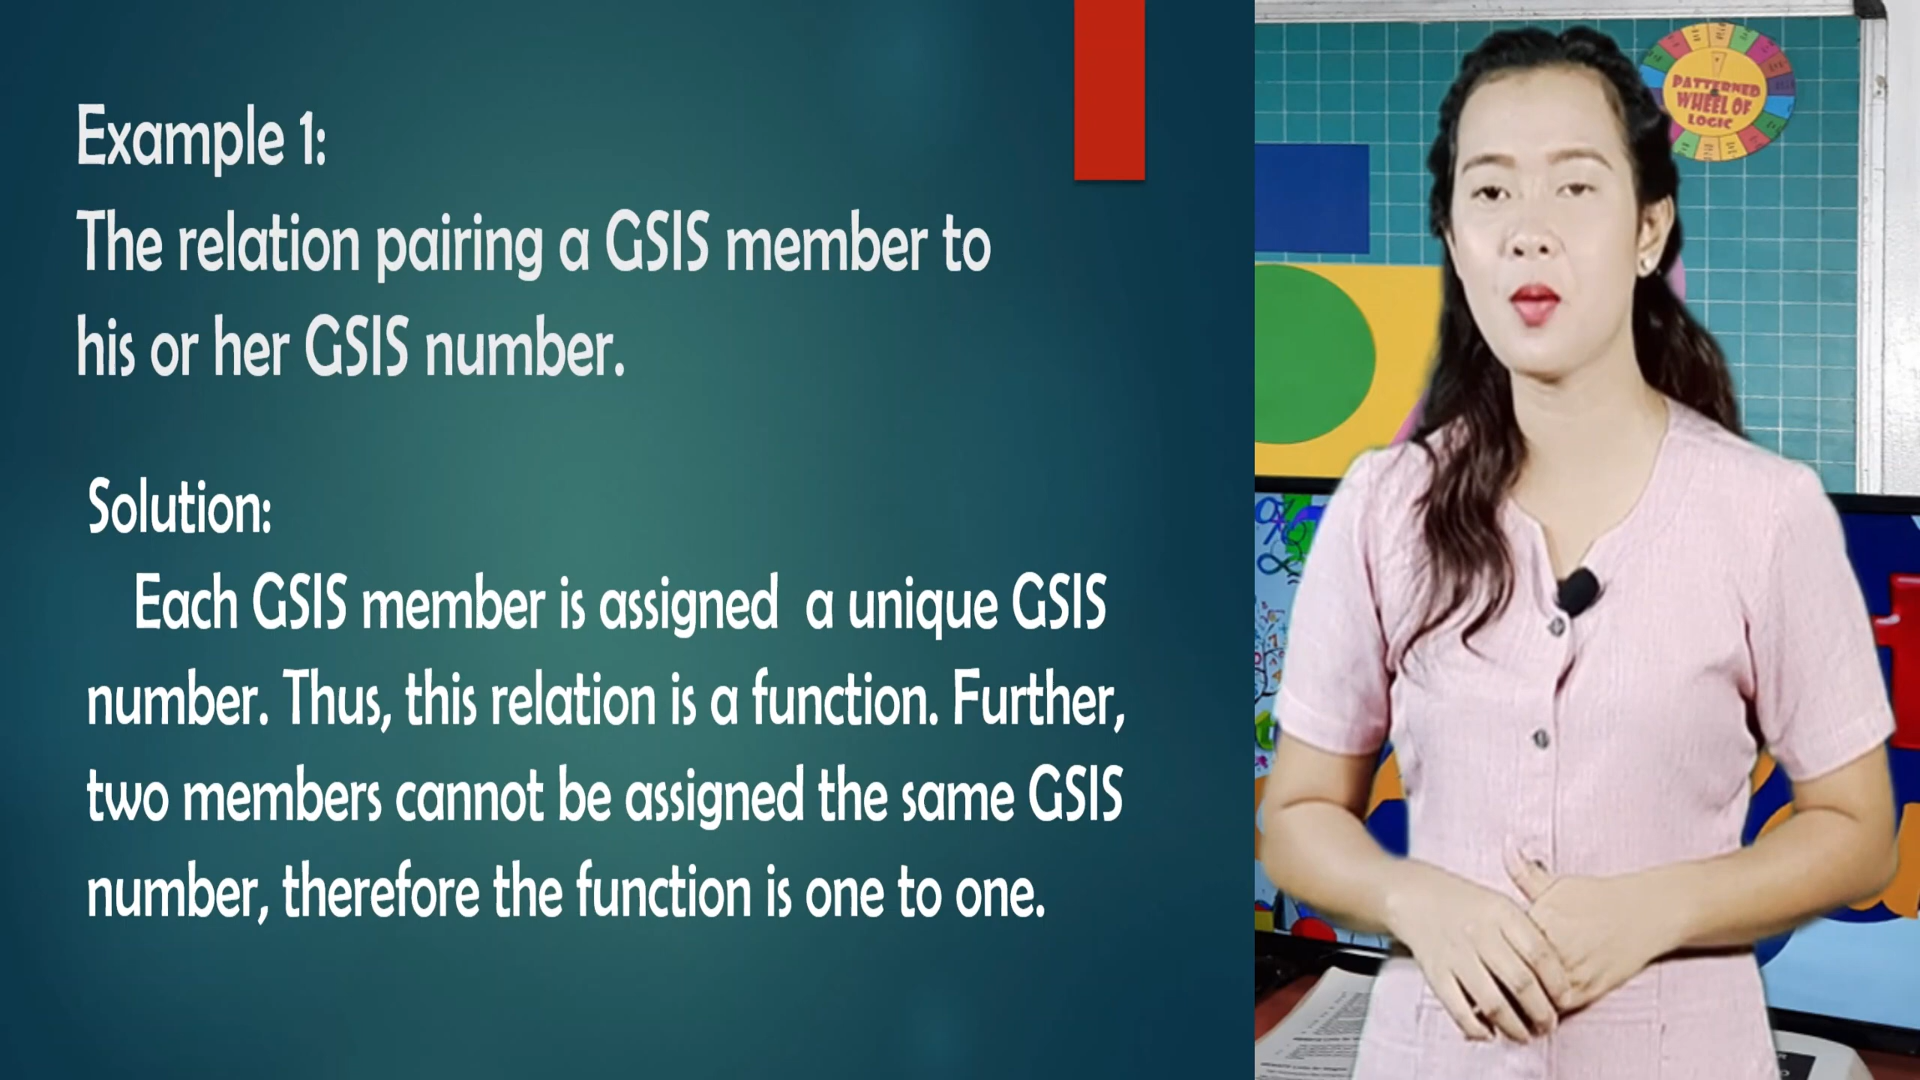 Example 1:
The relation pairing a GSIS member to
his or her GSIS number.
Solution:
Each GSIS member is assigned a unique GSIS
number. Thus, this relation is a function. Further,
two members cannot be assigned the same GSIS
number, therefore the function is one to one.
PATTERNED
WHEEL OF
LOGIC